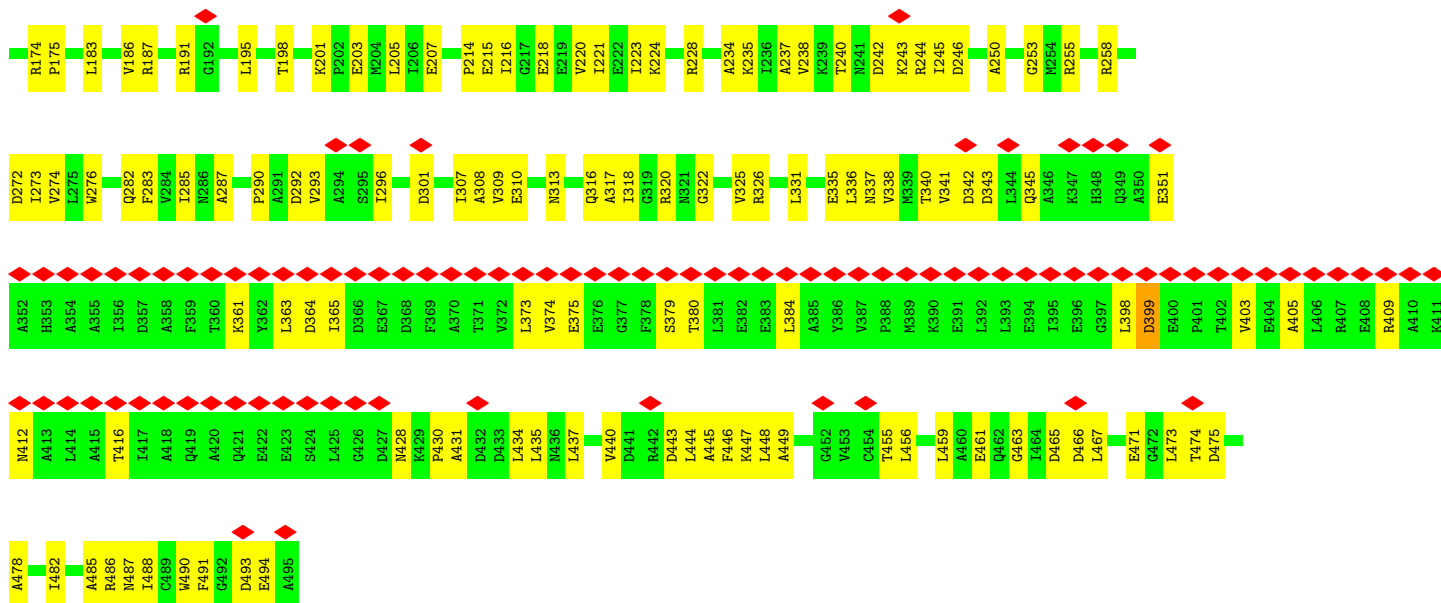 R174 P175 L183 V186 R187 R191 G192 L195 T198 K201 P202 E203 M204 L205 I206 E207 P214 E215 I216 G217 E218 E219 V220 I221 E222 I223 K224 R228 A234 K235 I236 A237 V238 K239 T240 N241 D242 K243 R244 I245 D246 A250 G253 M254 R255 R258
D272 I273 V274 L275 W276 Q282 F283 V284 I285 N286 A287 P290 A291 D292 V293 A294 S295 I296 D301 I307 A308 V309 E310 N313 Q316 A317 I318 G319 R320 N321 G322 V325 R326 L331 E335 L336 N337 V338 M339 T340 V341 D342 D343 L344 Q345 A346 K347 H348 Q349 A350 E351
A352 H353 A354 A355 I356 D357 A358 F359 T360 K361 Y362 L363 D364 I365 D366 E367 D368 F369 A370 T371 V372 L373 V374 E375 E376 G377 F378 S379 T380 L381 E382 E383 L384 A385 Y386 V387 P388 M389 K390 E391 L392 L393 E394 I395 E396 G397 L398 D399 E400 P401 T402 V403 E404 A405 L406 R407 E408 R409 A410 K411
N412 A413 L414 A415 T416 I417 A418 Q419 A420 Q421 E422 E423 S424 L425 G426 D427 N428 K429 P430 A431 D432 D433 L434 L435 N436 L437 V440 D441 R442 D443 L444 A445 F446 K447 L448 A449 G452 V453 C454 T455 L456 L459 A460 E461 Q462 G463 I464 D465 D466 L467 E471 G472 L473 T474 D475
A478 I482 A485 R486 N487 I488 C489 W490 F491 G492 D493 E494 A495